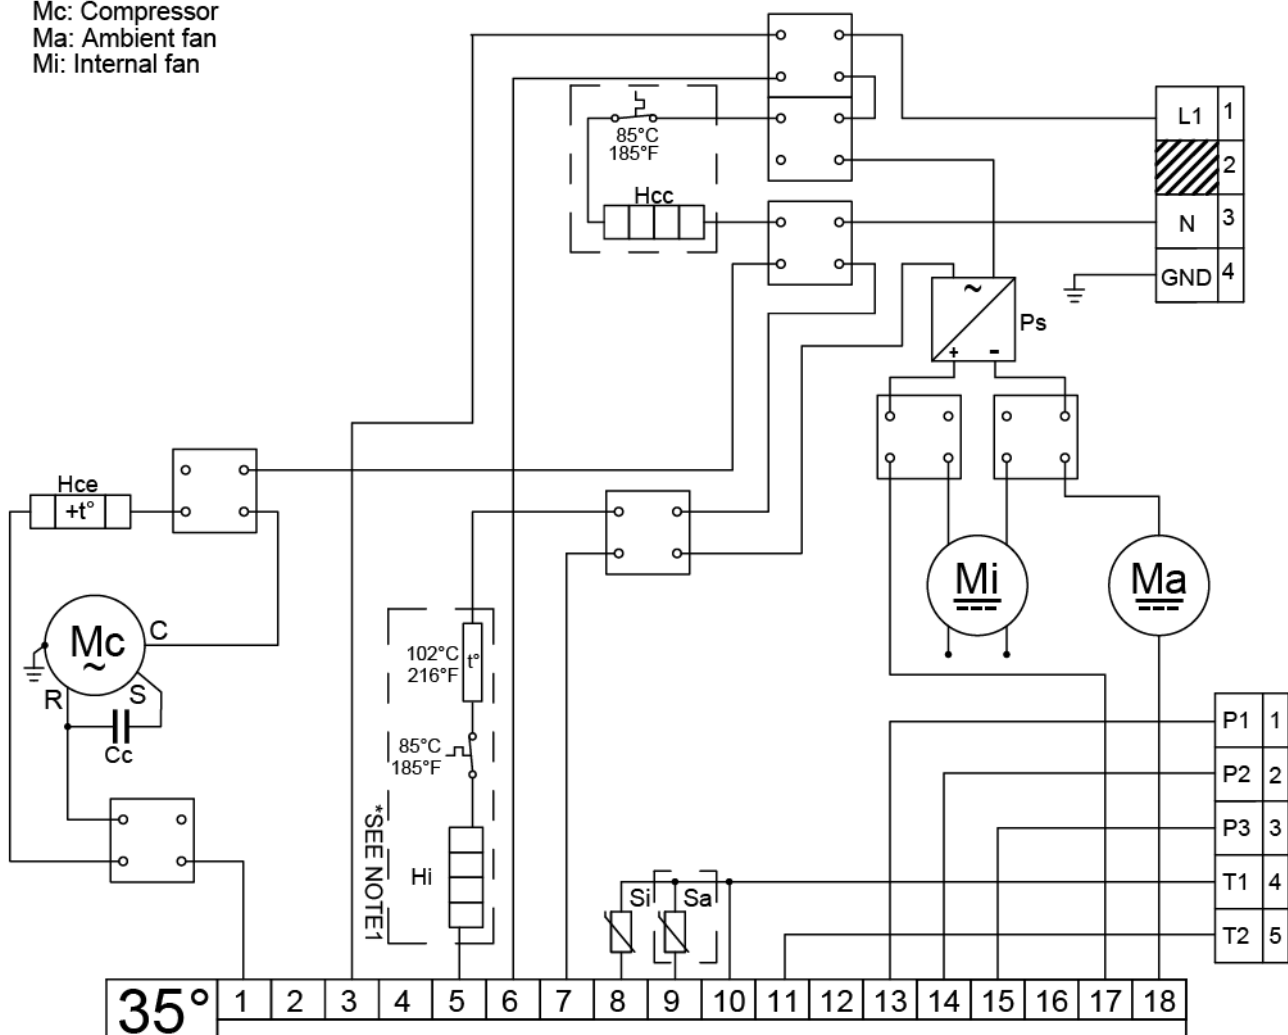 Mc: Compressor
Ma: Ambient fan
Mi: Internal fan
85°C
185°F
Hcc
L1 1
2
N 3
GND 4
~
Ps
+ -
Hce
+t°
Mc
~
C
R
S
Cc
102°C
216°F
t°
85°C
185°F
Hi
*SEE NOTE1
Mi
Ma
Si
Sa
P1 1
P2 2
P3 3
T1 4
T2 5
35° 1 2 3 4 5 6 7 8 9 10 11 12 13 14 15 16 17 18